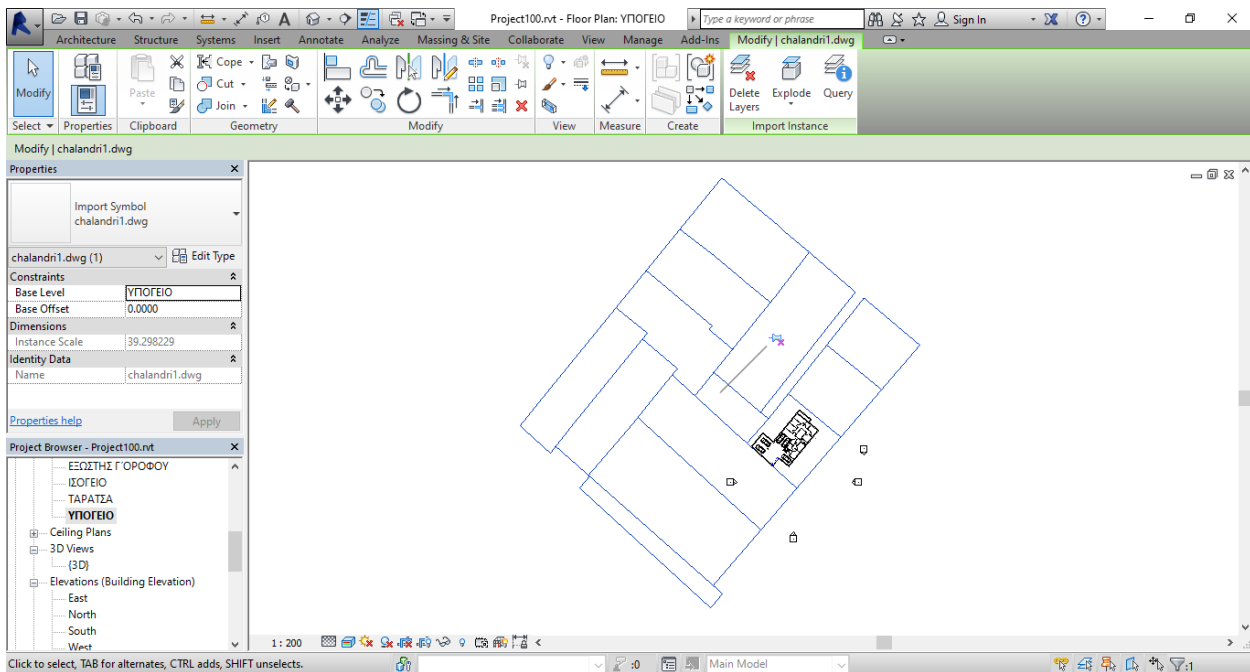 Project100.rvt - Floor Plan: ΥΠΟΓΕΙΟ
Type a keyword or phrase
Sign In
Architecture Structure Systems Insert Annotate Analyze Massing & Site Collaborate View Manage Add-Ins Modify | chalandri1.dwg
Modify
Paste
Cope
Cut
Join
Delete Layers
Explode
Query
Select Properties Clipboard Geometry Modify View Measure Create Import Instance
Modify | chalandri1.dwg
Properties
Import Symbol
chalandri1.dwg
chalandri1.dwg (1) Edit Type
Constraints
Base Level ΥΠΟΓΕΙΟ
Base Offset 0.0000
Dimensions
Instance Scale 39.298229
Identity Data
Name chalandri1.dwg
Properties help Apply
Project Browser - Project100.rvt
ΕΞΩΣΤΗΣ Γ΄ΟΡΟΦΟΥ
ΙΣΟΓΕΙΟ
ΤΑΡΑΤΣΑ
ΥΠΟΓΕΙΟ
Ceiling Plans
3D Views
{3D}
Elevations (Building Elevation)
East
North
South
West
1 : 200
Click to select, TAB for alternates, CTRL adds, SHIFT unselects.
:0
Main Model
:1